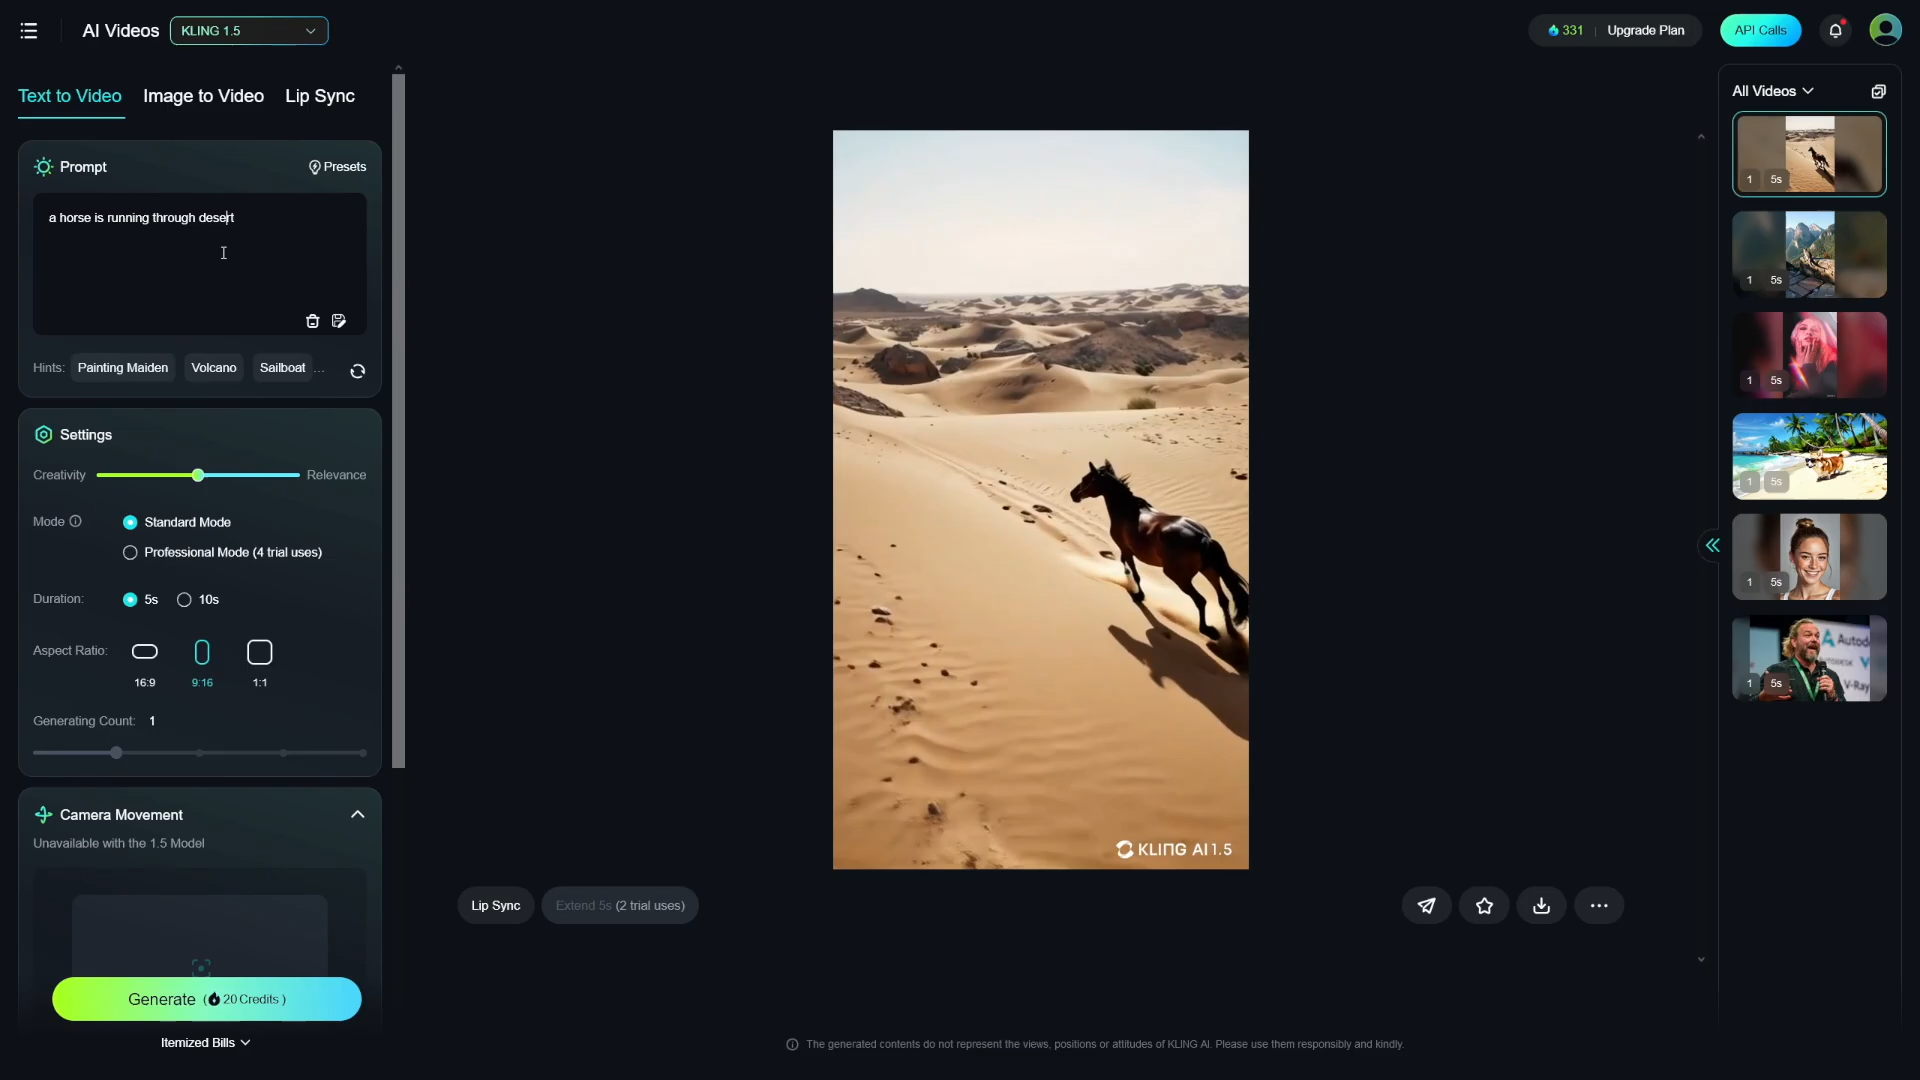 AI Videos
KLING 1.5
331
Upgrade Plan
API Calls
Text to Video
Image to Video
Lip Sync
Prompt
Presets
a horse is running through desert
Hints:
Painting Maiden
Volcano
Sailboat
...
Settings
Creativity
Relevance
Mode
Standard Mode
Professional Mode (4 trial uses)
Duration:
5s
10s
Aspect Ratio:
16:9
9:16
1:1
Generating Count: 1
Camera Movement
Unavailable with the 1.5 Model
Generate ( 20 Credits )
Itemized Bills
KLING AI 1.5
Lip Sync
Extend 5s (2 trial uses)
The generated contents do not represent the views, positions or attitudes of KLING AI. Please use them responsibly and kindly.
All Videos
1 5s
1 5s
1 5s
1 5s
1 5s
Autod
AUTODESK
V-Ray
1 5s